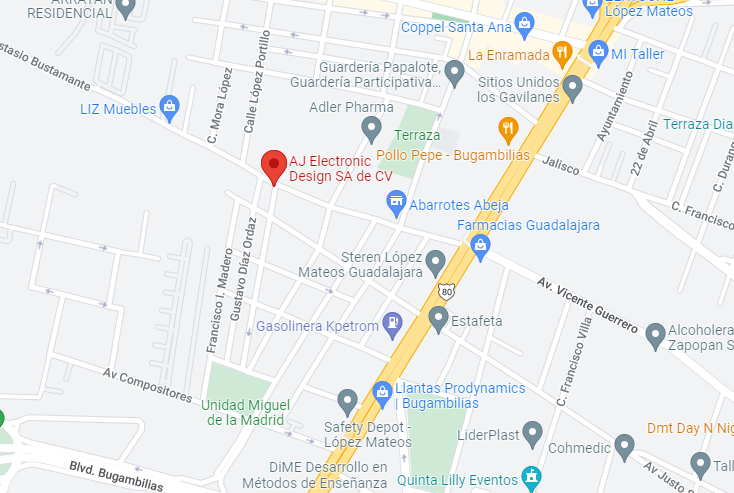 ARRAYAN
RESIDENCIAL
López Mateos
Coppel Santa Ana
La Enramada
MI Taller
Guardería Papalote,
Guardería Participativa...
Sitios Unidos
los Gavilanes
stasio Bustamante
C. Mora López
Calle López Portillo
LIZ Muebles
Adler Pharma
Terraza
Ayuntamiento
22 de Abril
Terraza Dia
C. Durang
Pollo Pepe - Bugambilias
Jalisco
AJ Electronic
Design SA de CV
Abarrotes Abeja
C. Francisco
Farmacias Guadalajara
Francisco I. Madero
Gustavo Díaz Ordaz
Steren López
Mateos Guadalajara
80
Av. Vicente Guerrero
Gasolinera Kpetrom
Estafeta
C. Francisco Villa
Alcoholera
Zapopan S
Av Compositores
Unidad Miguel
de la Madrid
Llantas Prodynamics
| Bugambilias
Safety Depot -
López Mateos
LiderPlast
Cohmedic
Dmt Day N Nig
Blvd. Bugambilias
DiME Desarrollo en
Métodos de Enseñanza
Quinta Lilly Eventos
Av Justo S
Tall